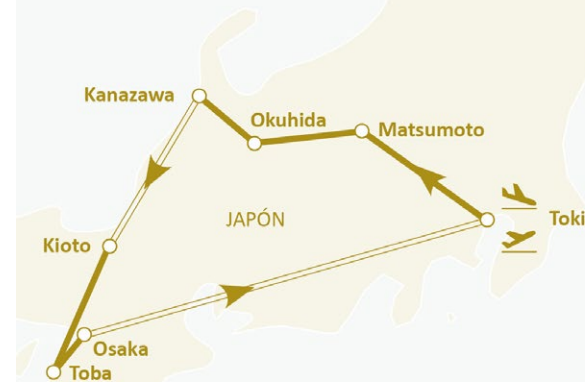 Kanazawa
Okuhida
Matsumoto
JAPÓN
Toki
Kioto
Osaka
Toba